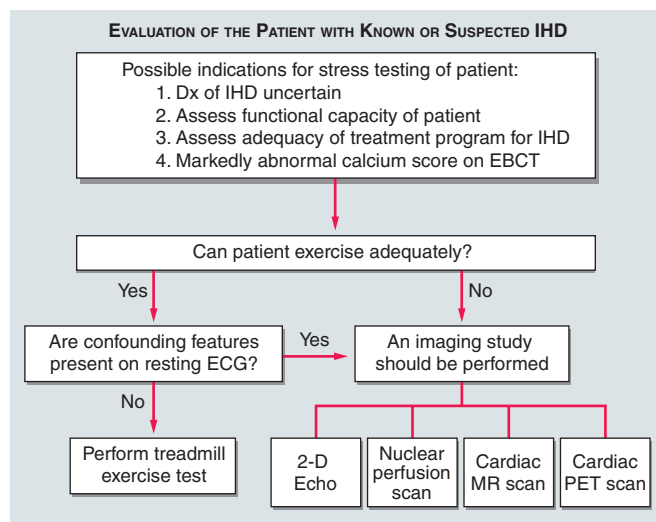 EVALUATION OF THE PATIENT WITH KNOWN OR SUSPECTED IHD
Possible indications for stress testing of patient:
1. Dx of IHD uncertain
2. Assess functional capacity of patient
3. Assess adequacy of treatment program for IHD
4. Markedly abnormal calcium score on EBCT
Can patient exercise adequately?
Yes
No
Are confounding features
present on resting ECG?
Yes
An imaging study
should be performed
No
Perform treadmill
exercise test
2-D
Echo
Nuclear
perfusion
scan
Cardiac
MR scan
Cardiac
PET scan